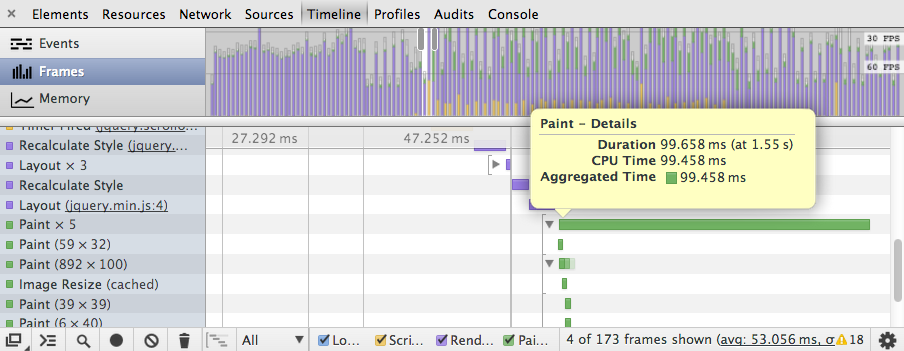 × Elements Resources Network Sources Timeline Profiles Audits Console
Events
Frames
Memory
30 FPS
60 FPS
27.292 ms
47.252 ms
Timer Fired (jquery.scrollo...
Recalculate Style (jquery....
Layout × 3
Recalculate Style
Layout (jquery.min.js:4)
Paint × 5
Paint (59 × 32)
Paint (892 × 100)
Image Resize (cached)
Paint (39 × 39)
Paint (6 × 40)
Paint – Details
Duration 99.658 ms (at 1.55 s)
CPU Time 99.458 ms
Aggregated Time 99.458 ms
All Lo... Scri... Rend... Pai... 4 of 173 frames shown (avg: 53.056 ms, σ 18